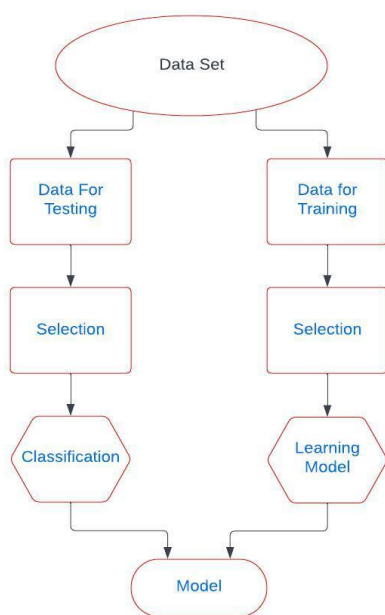 Data Set
Data For
Testing
Data for
Training
Selection
Selection
Classification
Learning
Model
Model